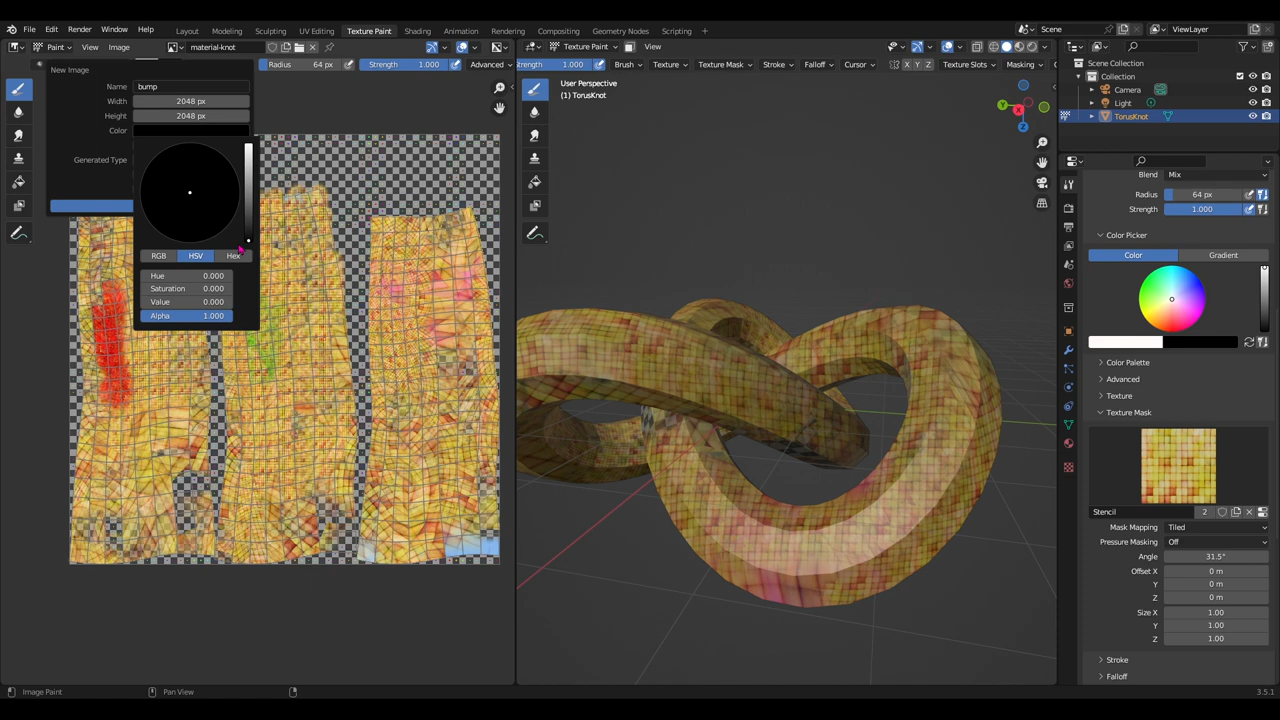 File Edit Render Window Help Layout Modeling Sculpting UV Editing Texture Paint Shading Animation Rendering Compositing Geometry Nodes Scripting + Scene ViewLayer
Paint View Image material-knot Texture Paint View
Radius 64 px Strength 1.000 Advanced Strength 1.000 Brush Texture Texture Mask Stroke Falloff Cursor X Y Z Texture Slots Masking
New Image
Name bump
Width 2048 px
Height 2048 px
Color
Generated Type
RGB HSV Hex
Hue 0.000
Saturation 0.000
Value 0.000
Alpha 1.000
User Perspective
(1) TorusKnot
Y X Z
Scene Collection
Collection
Camera
Light
TorusKnot
Blend Mix
Radius 64 px
Strength 1.000
Color Picker
Color Gradient
Color Palette
Advanced
Texture
Texture Mask
Stencil 2
Mask Mapping Tiled
Pressure Masking Off
Angle 31.5°
Offset X 0 m
Y 0 m
Z 0 m
Size X 1.00
Y 1.00
Z 1.00
Stroke
Falloff
Image Paint Pan View 3.5.1